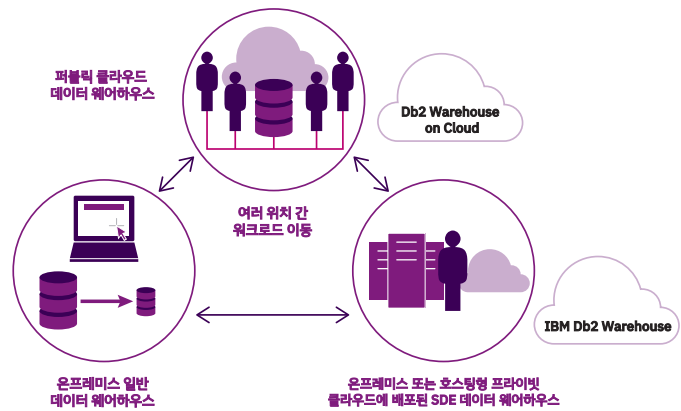 퍼블릭 클라우드
데이터 웨어하우스
Db2 Warehouse
on Cloud
여러 위치 간
워크로드 이동
IBM Db2 Warehouse
온프레미스 일반
데이터 웨어하우스
온프레미스 또는 호스팅형 프라이빗
클라우드에 배포된 SDE 데이터 웨어하우스